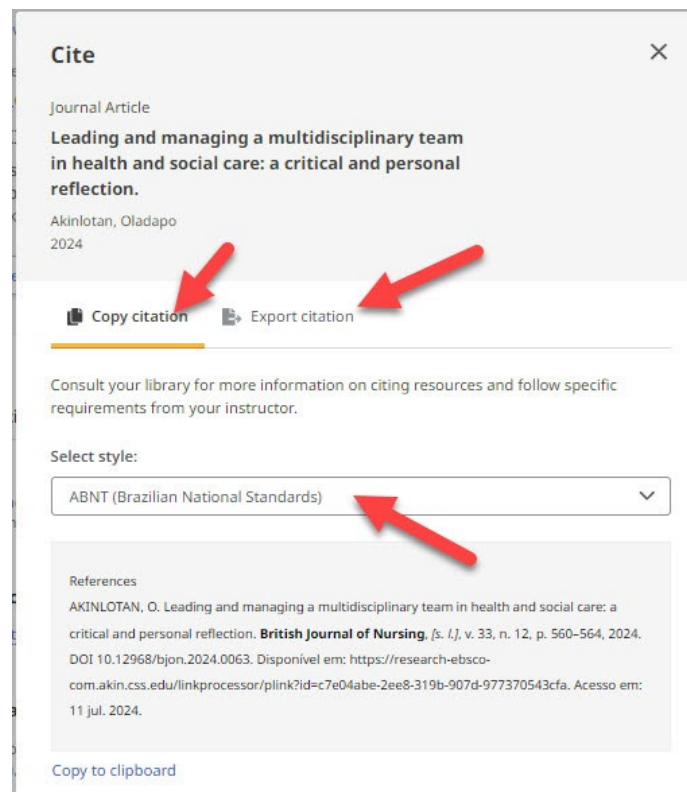 Cite
Journal Article
Leading and managing a multidisciplinary team
in health and social care: a critical and personal
reflection.
Akinlotan, Oladapo
2024
Copy citation
Export citation
Consult your library for more information on citing resources and follow specific
requirements from your instructor.
Select style:
ABNT (Brazilian National Standards)
References
AKINLOTAN, O. Leading and managing a multidisciplinary team in health and social care: a
critical and personal reflection. British Journal of Nursing, [s. l.], v. 33, n. 12, p. 560–564, 2024.
DOI 10.12968/bjon.2024.0063. Disponível em: https://research-ebsco-
com.akin.css.edu/linkprocessor/plink?id=c7e04abe-2ee8-319b-907d-977370543cfa. Acesso em:
11 jul. 2024.
Copy to clipboard